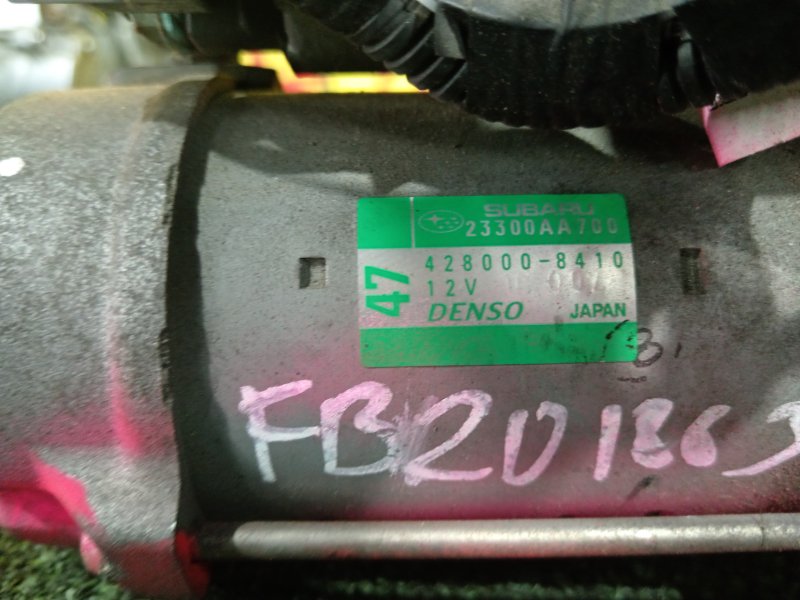 SUBARU
23300AA700
47
428000-8410
12V
DENSO JAPAN
FB20